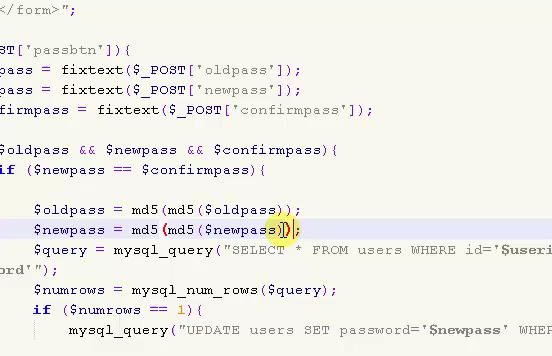 </form>";
ST['passbtn']){
pass = fixtext($_POST['oldpass']);
pass = fixtext($_POST['newpass']);
firmpass = fixtext($_POST['confirmpass']);
$oldpass && $newpass && $confirmpass){
if ($newpass == $confirmpass){
$oldpass = md5(md5($oldpass));
$newpass = md5(md5($newpass));
$query = mysql_query("SELECT * FROM users WHERE id='$useri
ord'");
$numrows = mysql_num_rows($query);
if ($numrows == 1){
mysql_query("UPDATE users SET password='$newpass' WHER